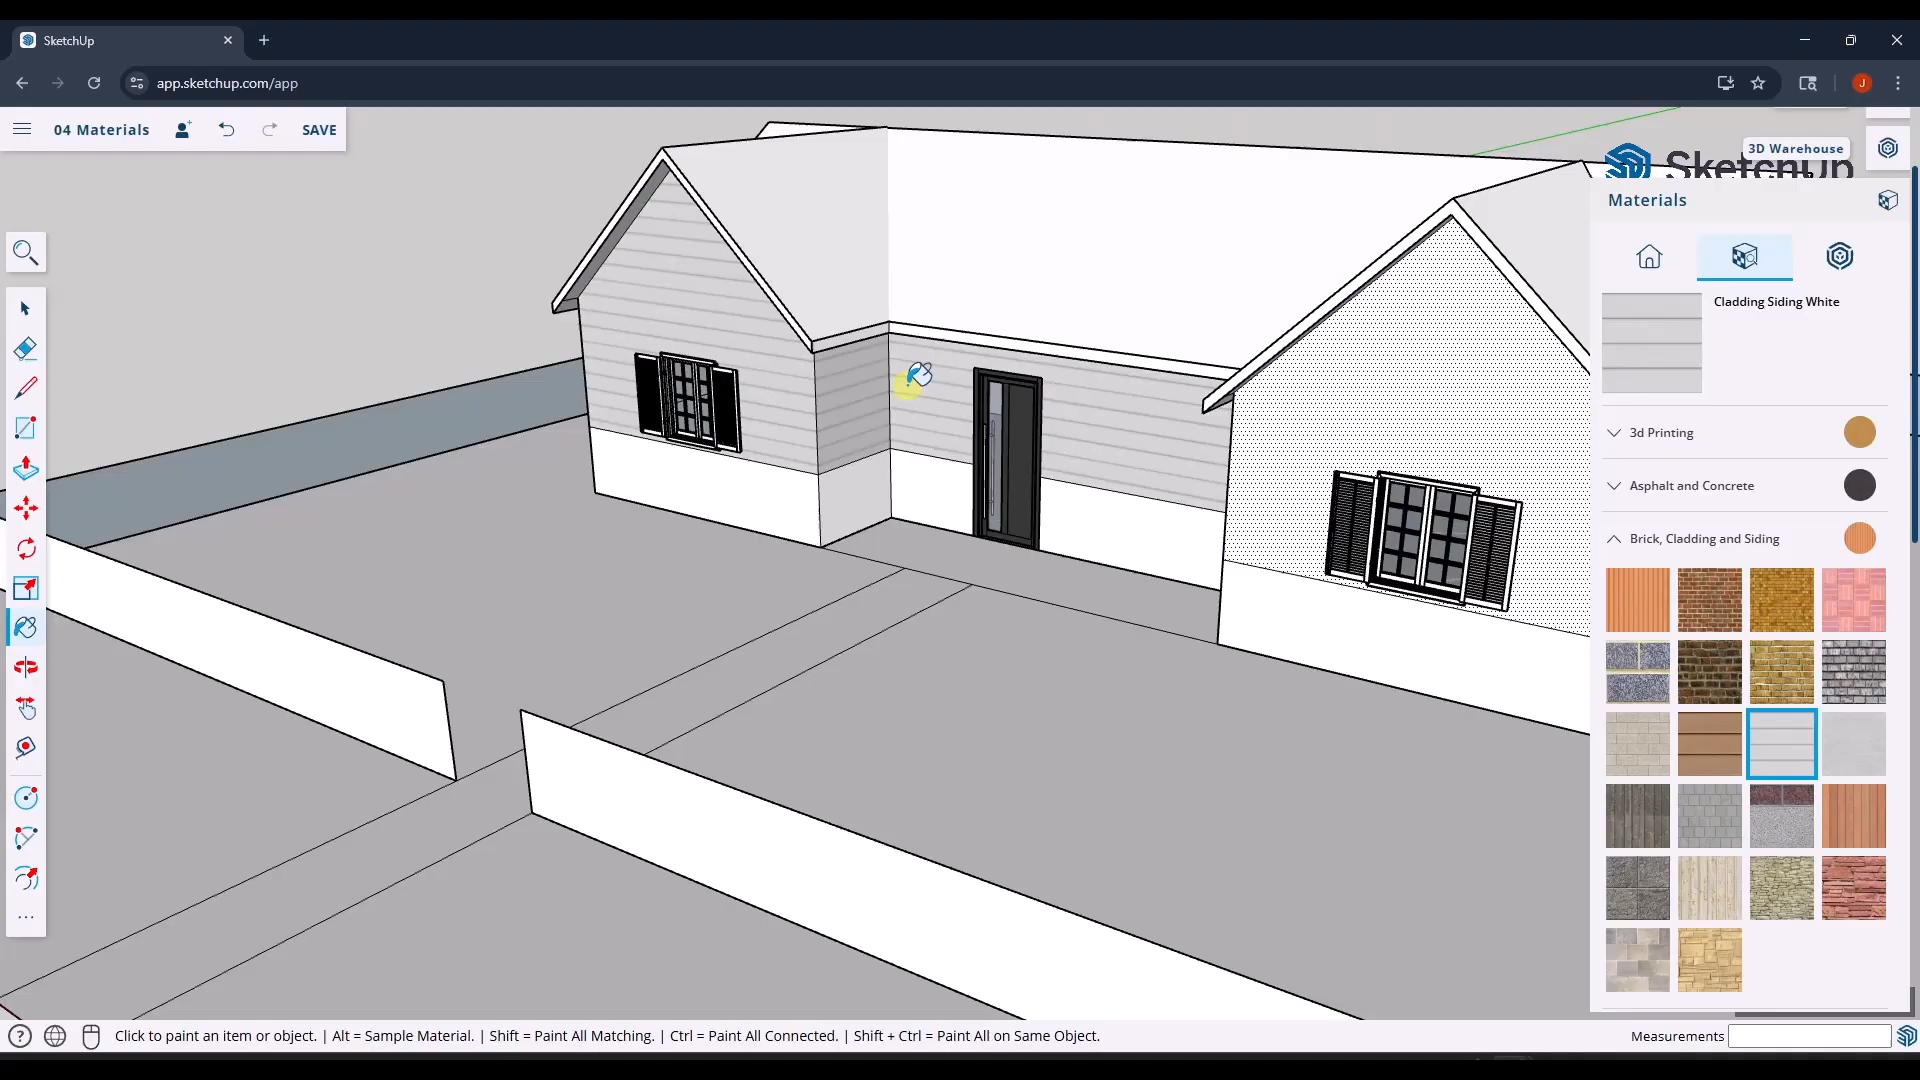 SketchUp
app.sketchup.com/app
J
04 Materials
SAVE
3D Warehouse
SketchUp
Materials
Cladding Siding White
3d Printing
Asphalt and Concrete
Brick, Cladding and Siding
Click to paint an item or object. | Alt = Sample Material. | Shift = Paint All Matching. | Ctrl = Paint All Connected. | Shift + Ctrl = Paint All on Same Object.
Measurements